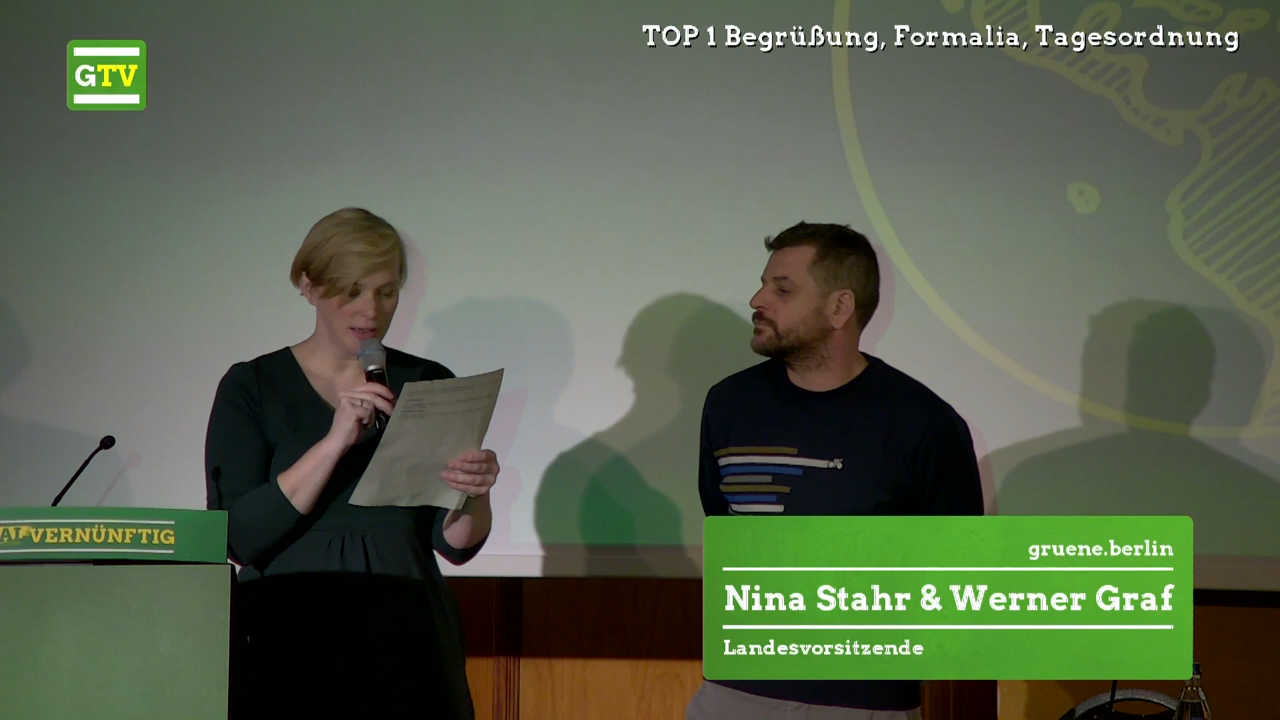 TOP 1 Begrüßung, Formalia, Tagesordnung
GTV
VERNÜNFTIG
gruene.berlin
Nina Stahr & Werner Graf
Landesvorsitzende